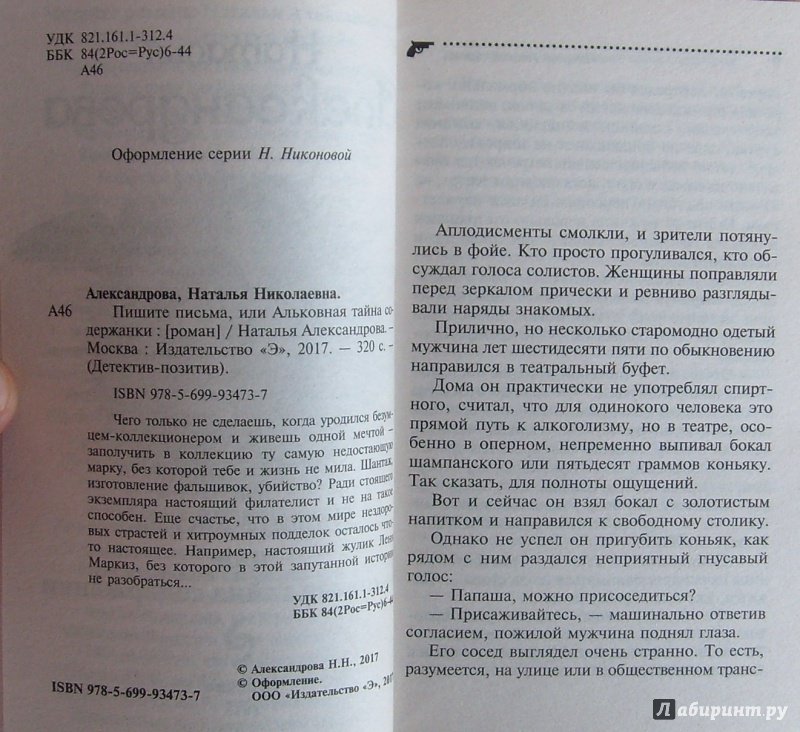 УДК 821.161.1-312.4
ББК 84(2Рос=Рус)6-44
А46
Оформление серии Н. Никоновой
Александрова, Наталья Николаевна.
А46 Пишите письма, или Альковная тайна со-
держанки : [роман] / Наталья Александрова. –
Москва : Издательство «Э», 2017. — 320 с. –
(Детектив-позитив).
ISBN 978-5-699-93473-7
Чего только не сделаешь, когда уродился безум-
цем-коллекционером и живешь одной мечтой –
заполучить в коллекцию ту самую недостающую
марку, без которой тебе и жизнь не мила. Шантаж,
изготовление фальшивок, убийство? Ради стоящего
экземпляра настоящий филателист и не на такое
способен. Еще счастье, что в этом мире нездоро-
вых страстей и хитроумных подделок осталось что-
то настоящее. Например, настоящий жулик Леня
Маркиз, без которого в этой запутанной истории
не разобраться...
УДК 821.161.1-312.4
ББК 84(2Рос=Рус)6-44
© Александрова Н.Н., 2017
© Оформление.
ООО «Издательство «Э», 2017
ISBN 978-5-699-93473-7
Аплодисменты смолкли, и зрители потяну-
лись в фойе. Кто просто прогуливался, кто об-
суждал голоса солистов. Женщины поправляли
перед зеркалом прически и ревниво разгляды-
вали наряды знакомых.
Прилично, но несколько старомодно одетый
мужчина лет шестидесяти пяти по обыкновению
направился в театральный буфет.
Дома он практически не употреблял спирт-
ного, считал, что для одинокого человека это
прямой путь к алкоголизму, но в театре, осо-
бенно в оперном, непременно выпивал бокал
шампанского или пятьдесят граммов коньяку.
Так сказать, для полноты ощущений.
Вот и сейчас он взял бокал с золотистым
напитком и направился к свободному столику.
Однако не успел он пригубить коньяк, как
рядом с ним раздался неприятный гнусавый
голос:
— Папаша, можно присоседиться?
— Присаживайтесь, — машинально ответив
согласием, пожилой мужчина поднял глаза.
Его сосед выглядел очень странно. То есть,
разумеется, на улице или в общественном транс-
Лабиринт.ру